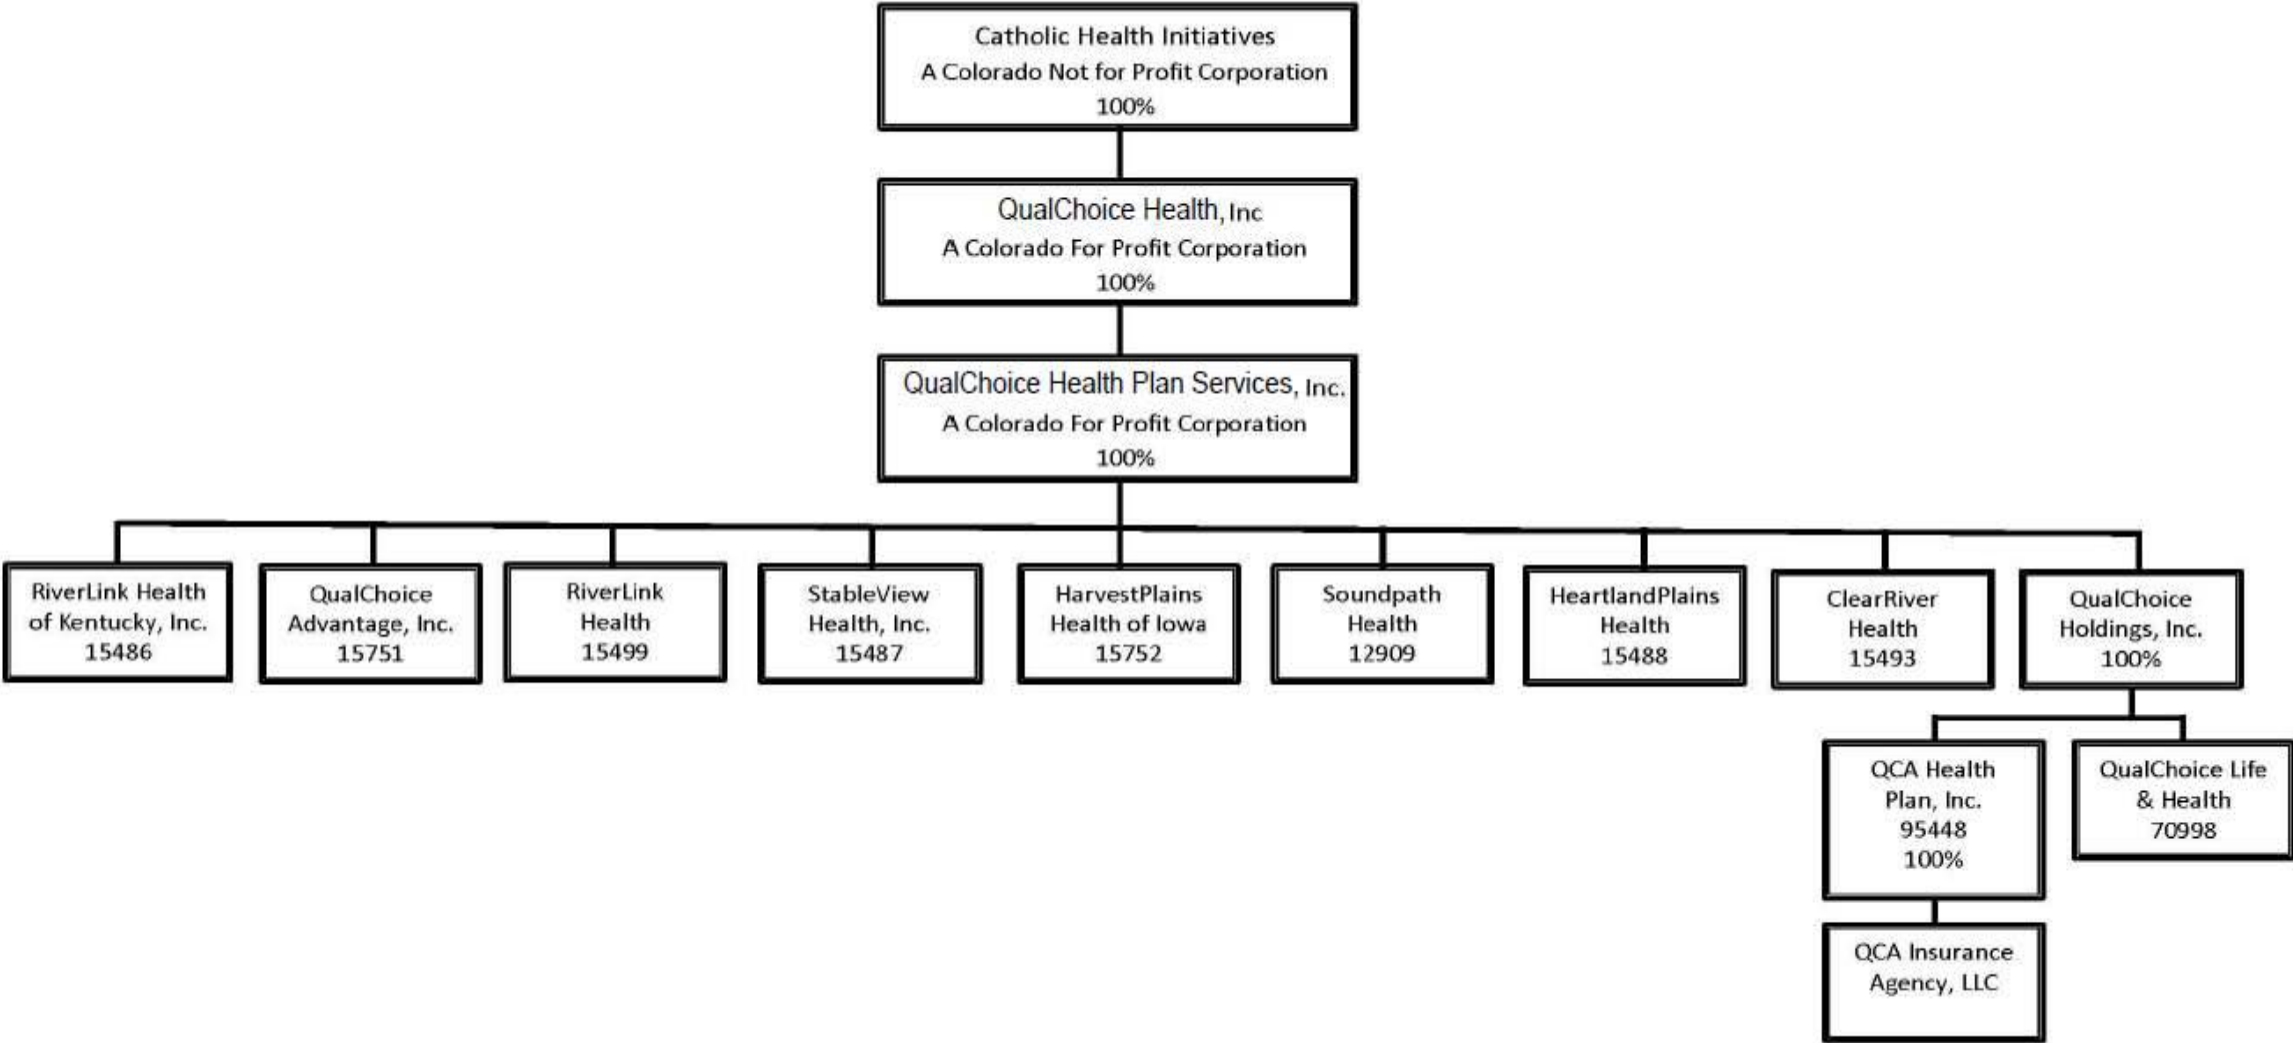 Catholic Health Initiatives
A Colorado Not for Profit Corporation
100%
QualChoice Health, Inc
A Colorado For Profit Corporation
100%
QualChoice Health Plan Services, Inc.
A Colorado For Profit Corporation
100%
RiverLink Health
of Kentucky, Inc.
15486
QualChoice
Advantage, Inc.
15751
RiverLink
Health
15499
StableView
Health, Inc.
15487
HarvestPlains
Health of Iowa
15752
Soundpath
Health
12909
HeartlandPlains
Health
15488
ClearRiver
Health
15493
QualChoice
Holdings, Inc.
100%
QCA Health
Plan, Inc.
95448
100%
QualChoice Life
& Health
70998
QCA Insurance
Agency, LLC